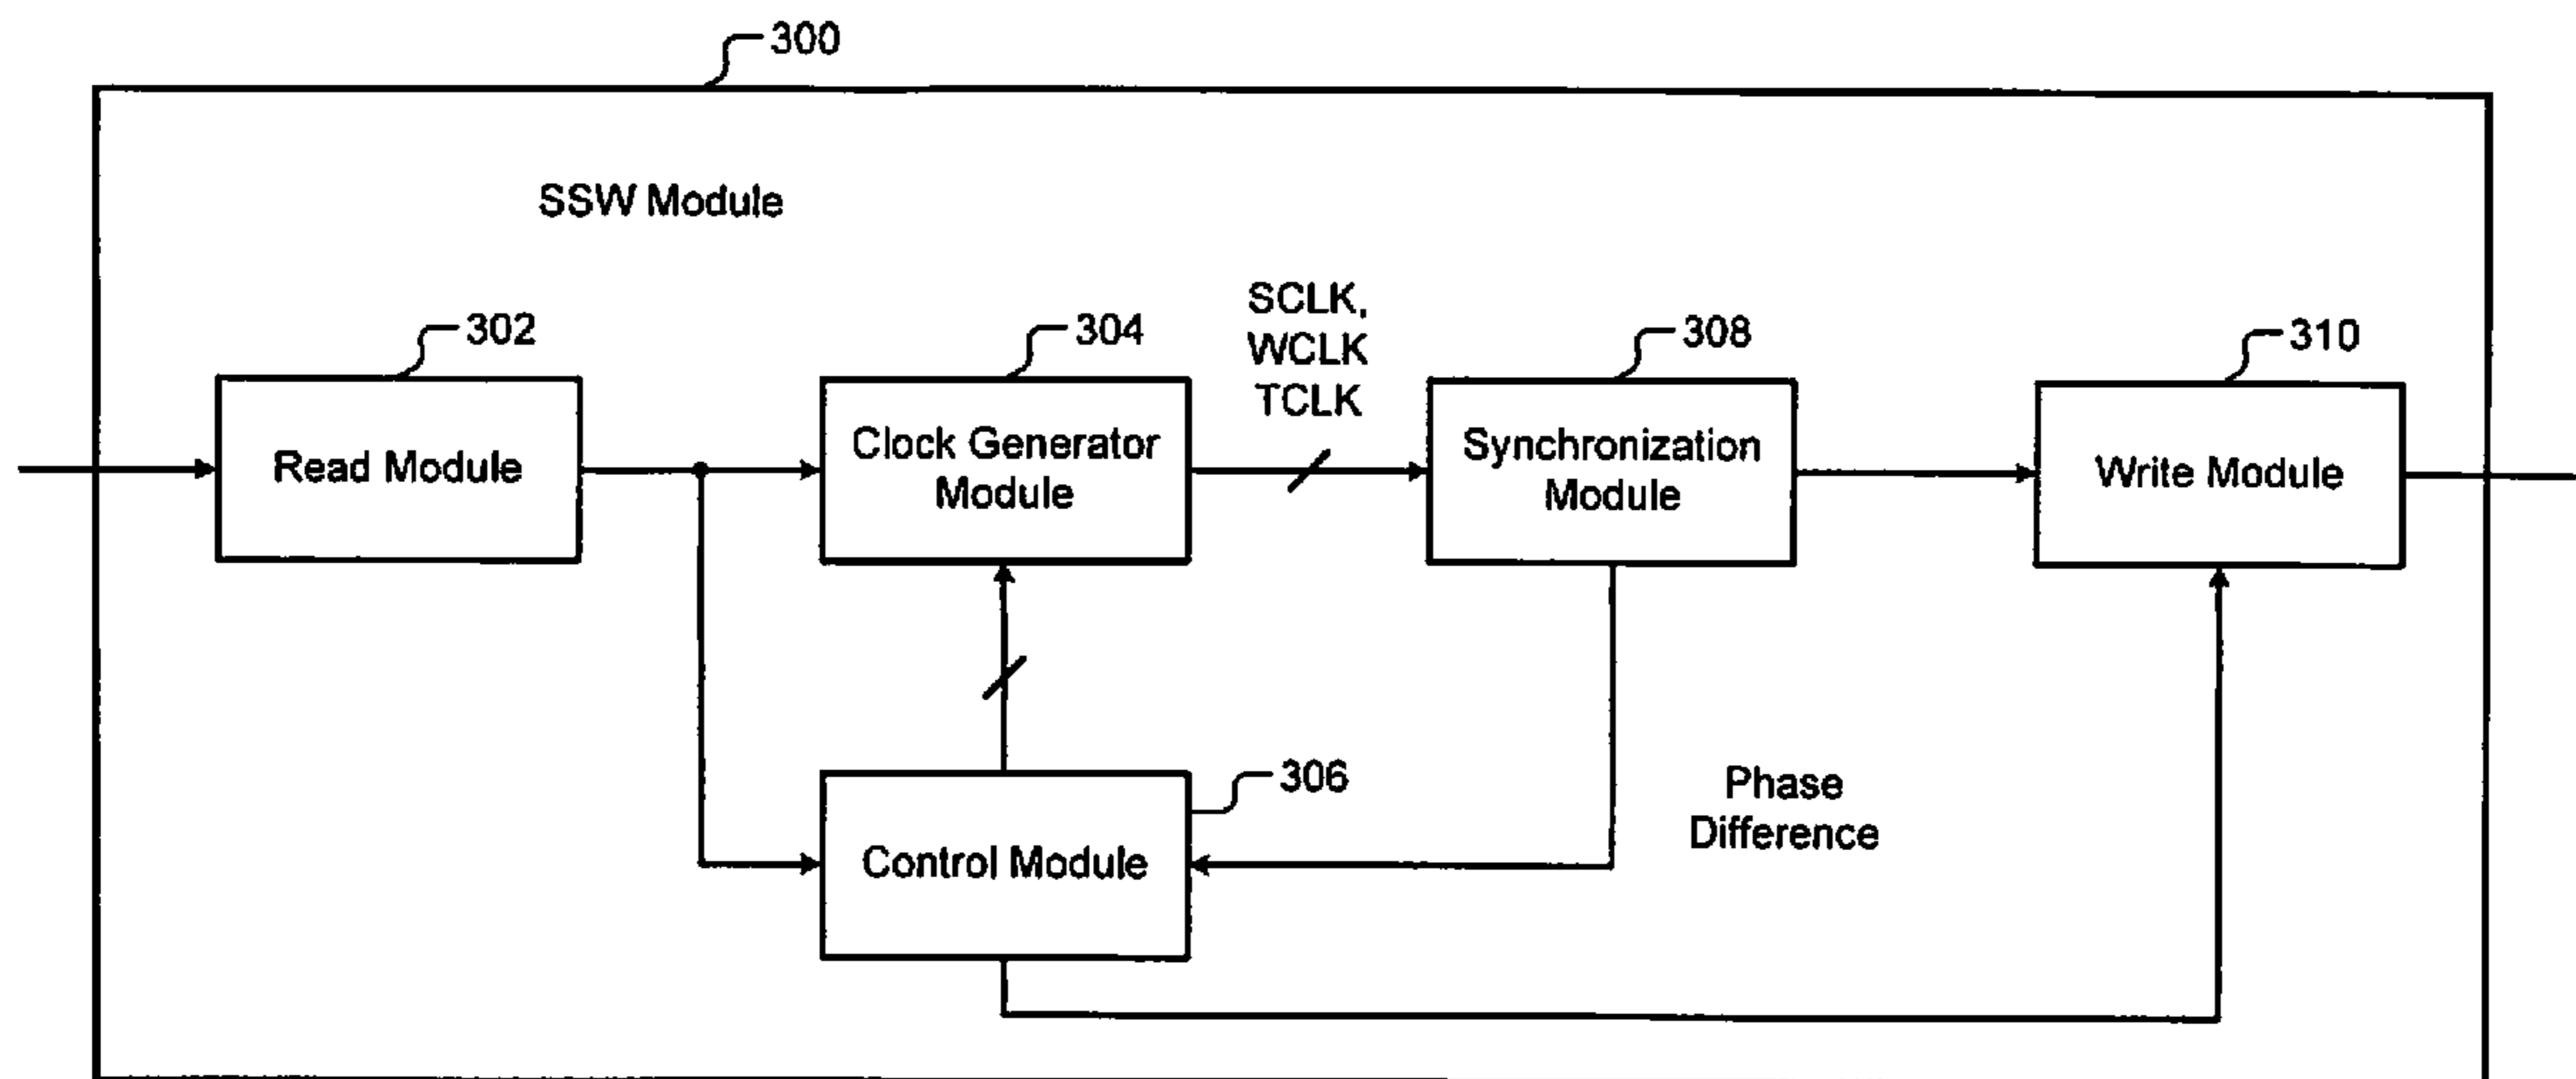 300
SSW Module
302
304
SCLK,
WCLK
TCLK
308
310
Read Module
Clock Generator
Module
Synchronization
Module
Write Module
306
Control Module
Phase
Difference